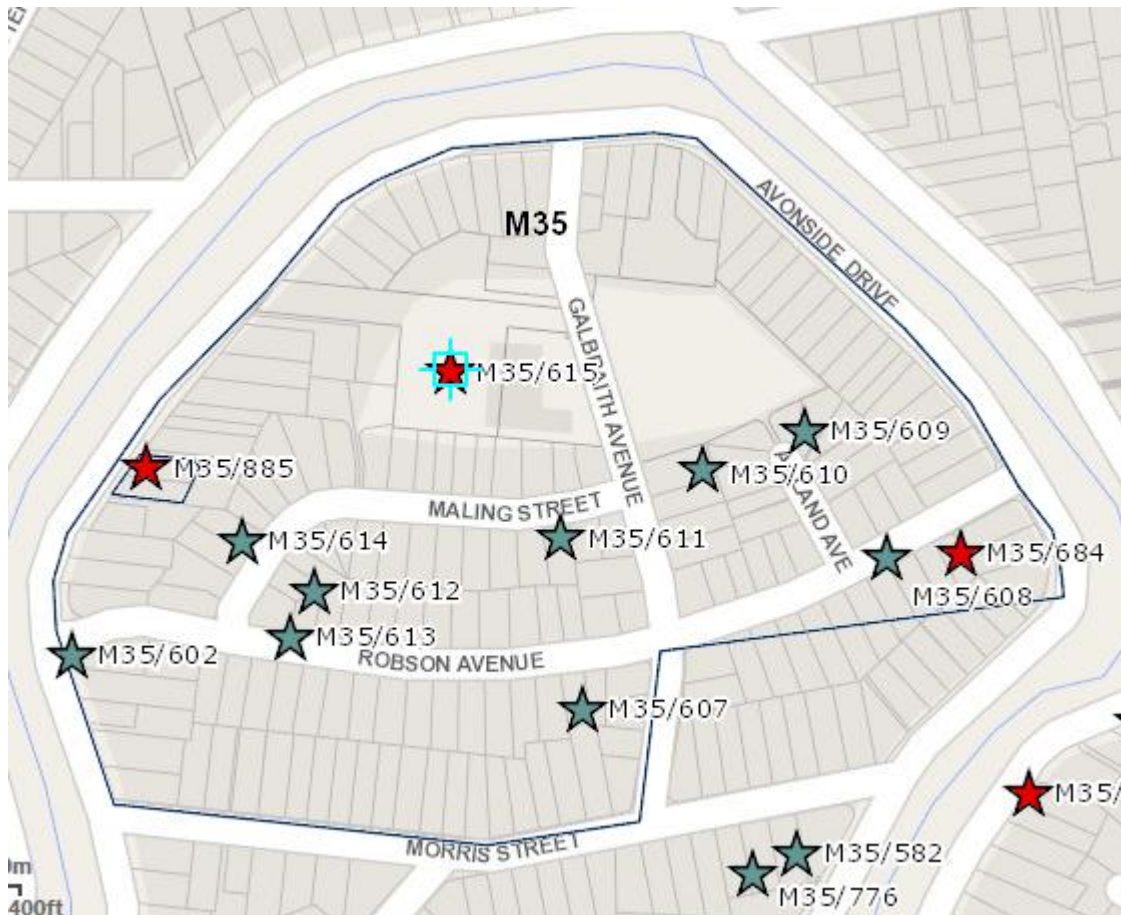 M35
AVONSIDE DRIVE
GALBRAITH AVENUE
M35/615
M35/609
M35/885
M35/610
MALING STREET
M35/614
M35/611
M35/684
M35/612
M35/608
M35/613
M35/602
ROBSON AVENUE
M35/607
M35/
MORRIS STREET
M35/582
M35/776
400ft